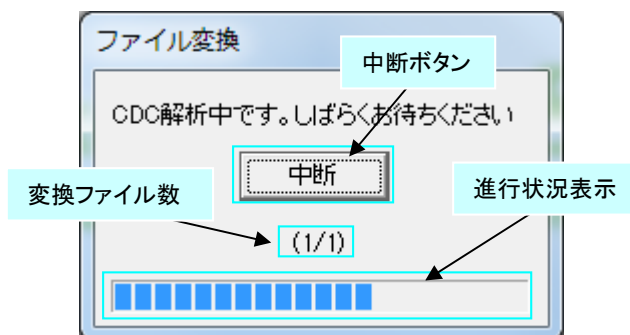 ファイル変換
中断ボタン
CDC解析中です。しばらくお待ちください
中断
変換ファイル数
進行状況表示
(1/1)